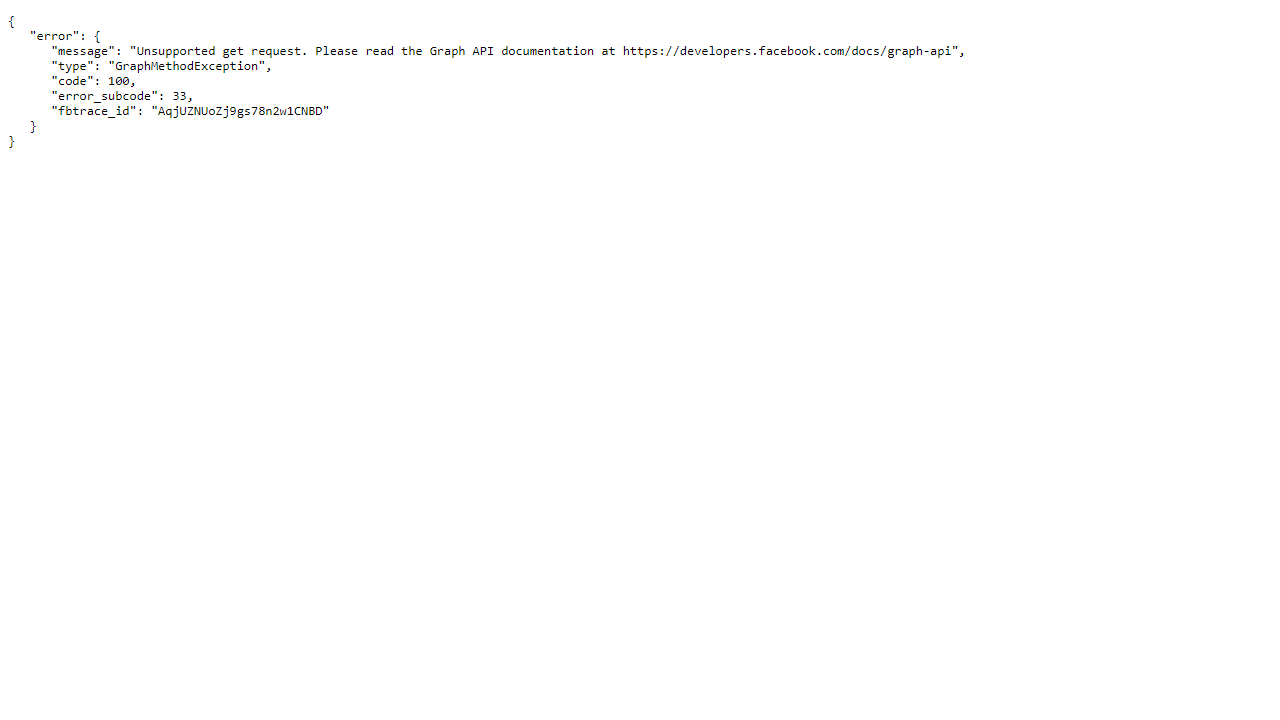 {
"error": {
"message": "Unsupported get request. Please read the Graph API documentation at https://developers.facebook.com/docs/graph-api",
"type": "GraphMethodException",
"code": 100,
"error_subcode": 33,
"fbtrace_id": "AqjUZNUoZj9gs78n2w1CNBD"
}
}